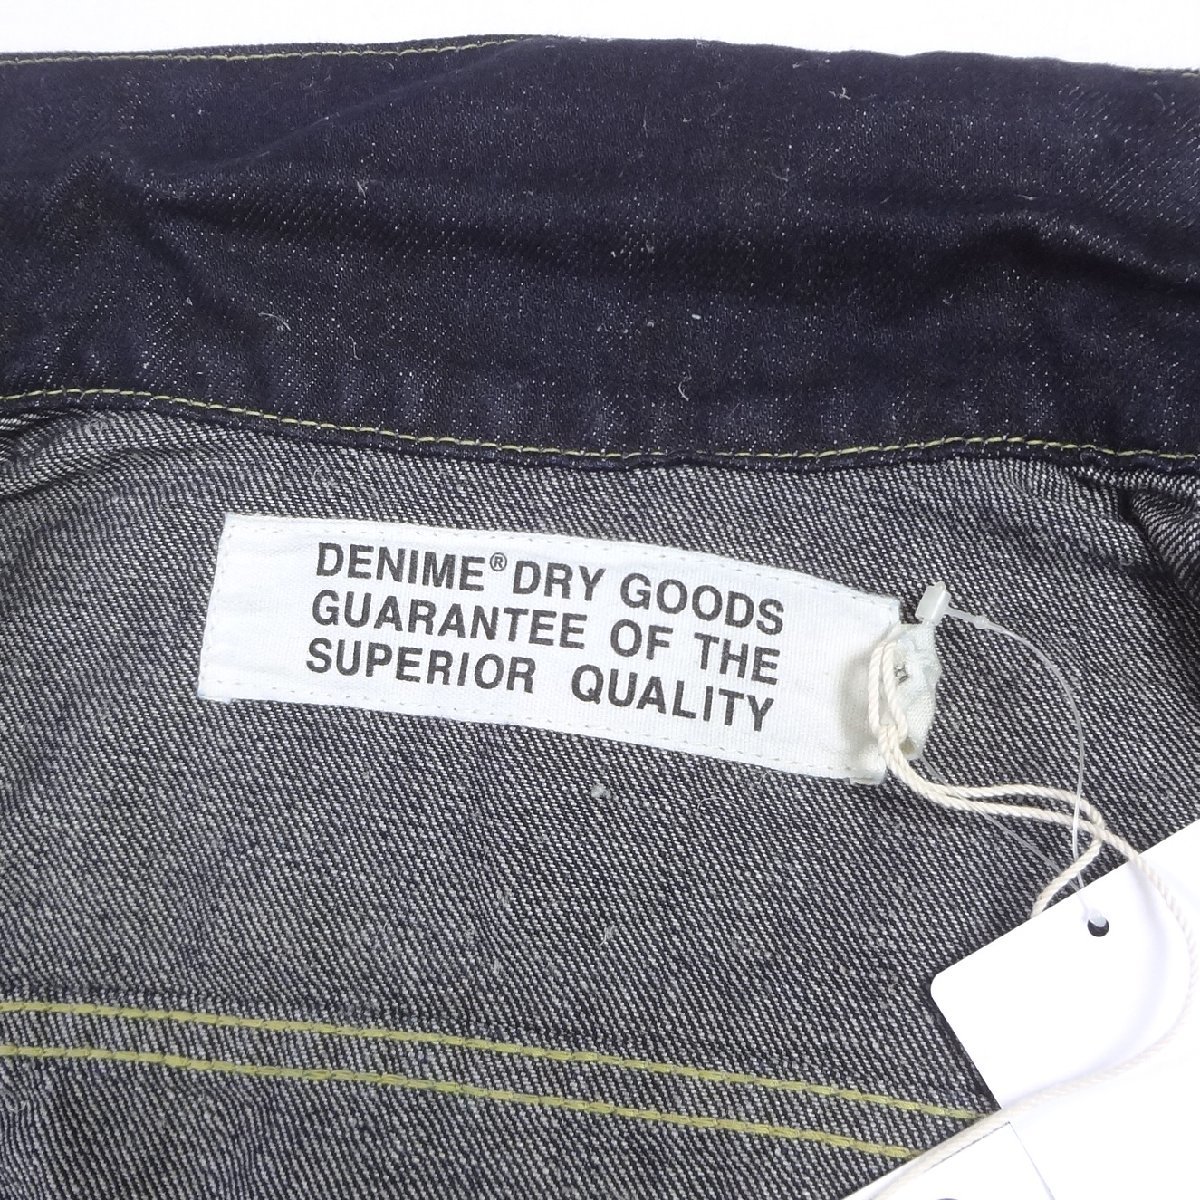 DENIME® DRY GOODS
GUARANTEE OF THE
SUPERIOR QUALITY